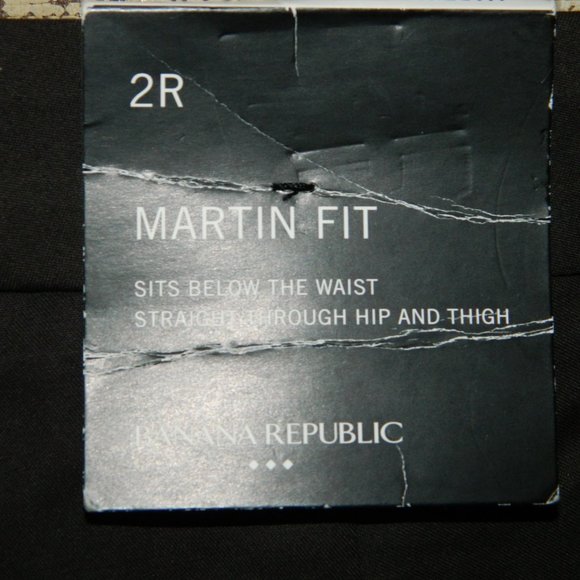 2R
MARTIN FIT
SITS BELOW THE WAIST
STRAIGHT THROUGH HIP AND THIGH
BANANA REPUBLIC